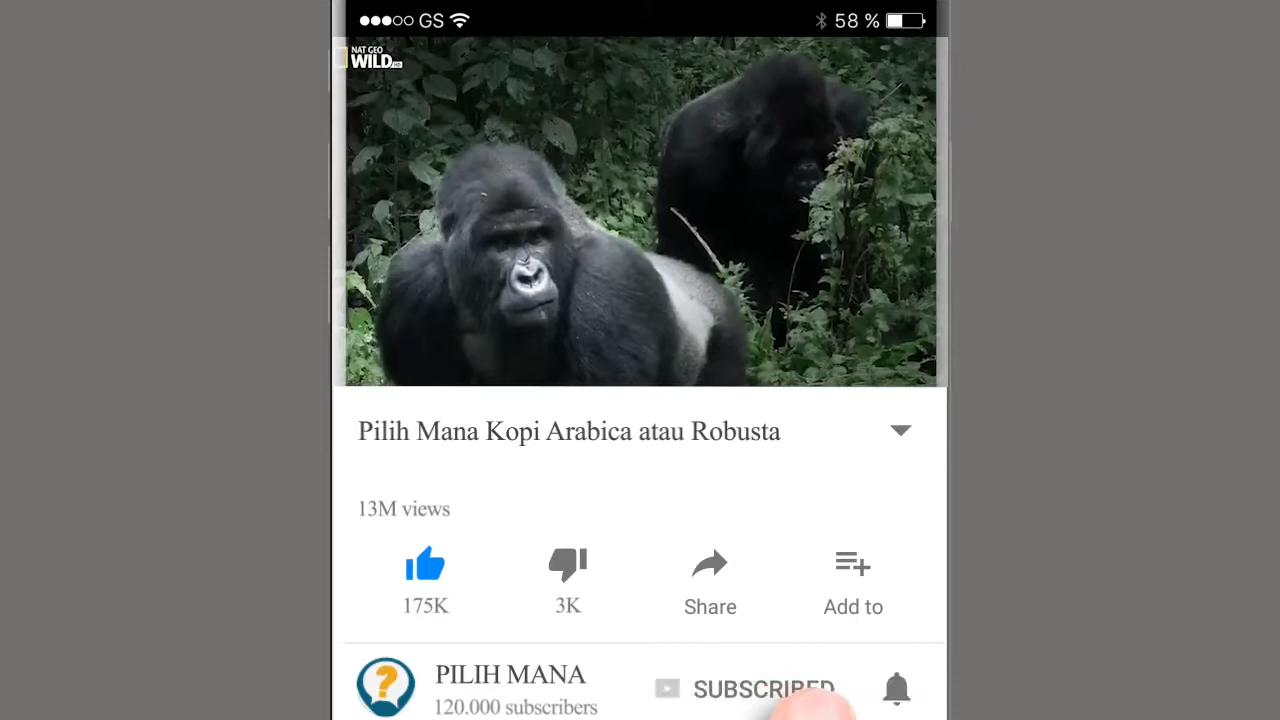 GS 58 %
NAT GEO
WILD HD
Pilih Mana Kopi Arabica atau Robusta
13M views
175K 3K Share Add to
PILIH MANA
120.000 subscribers
SUBSCRIBED